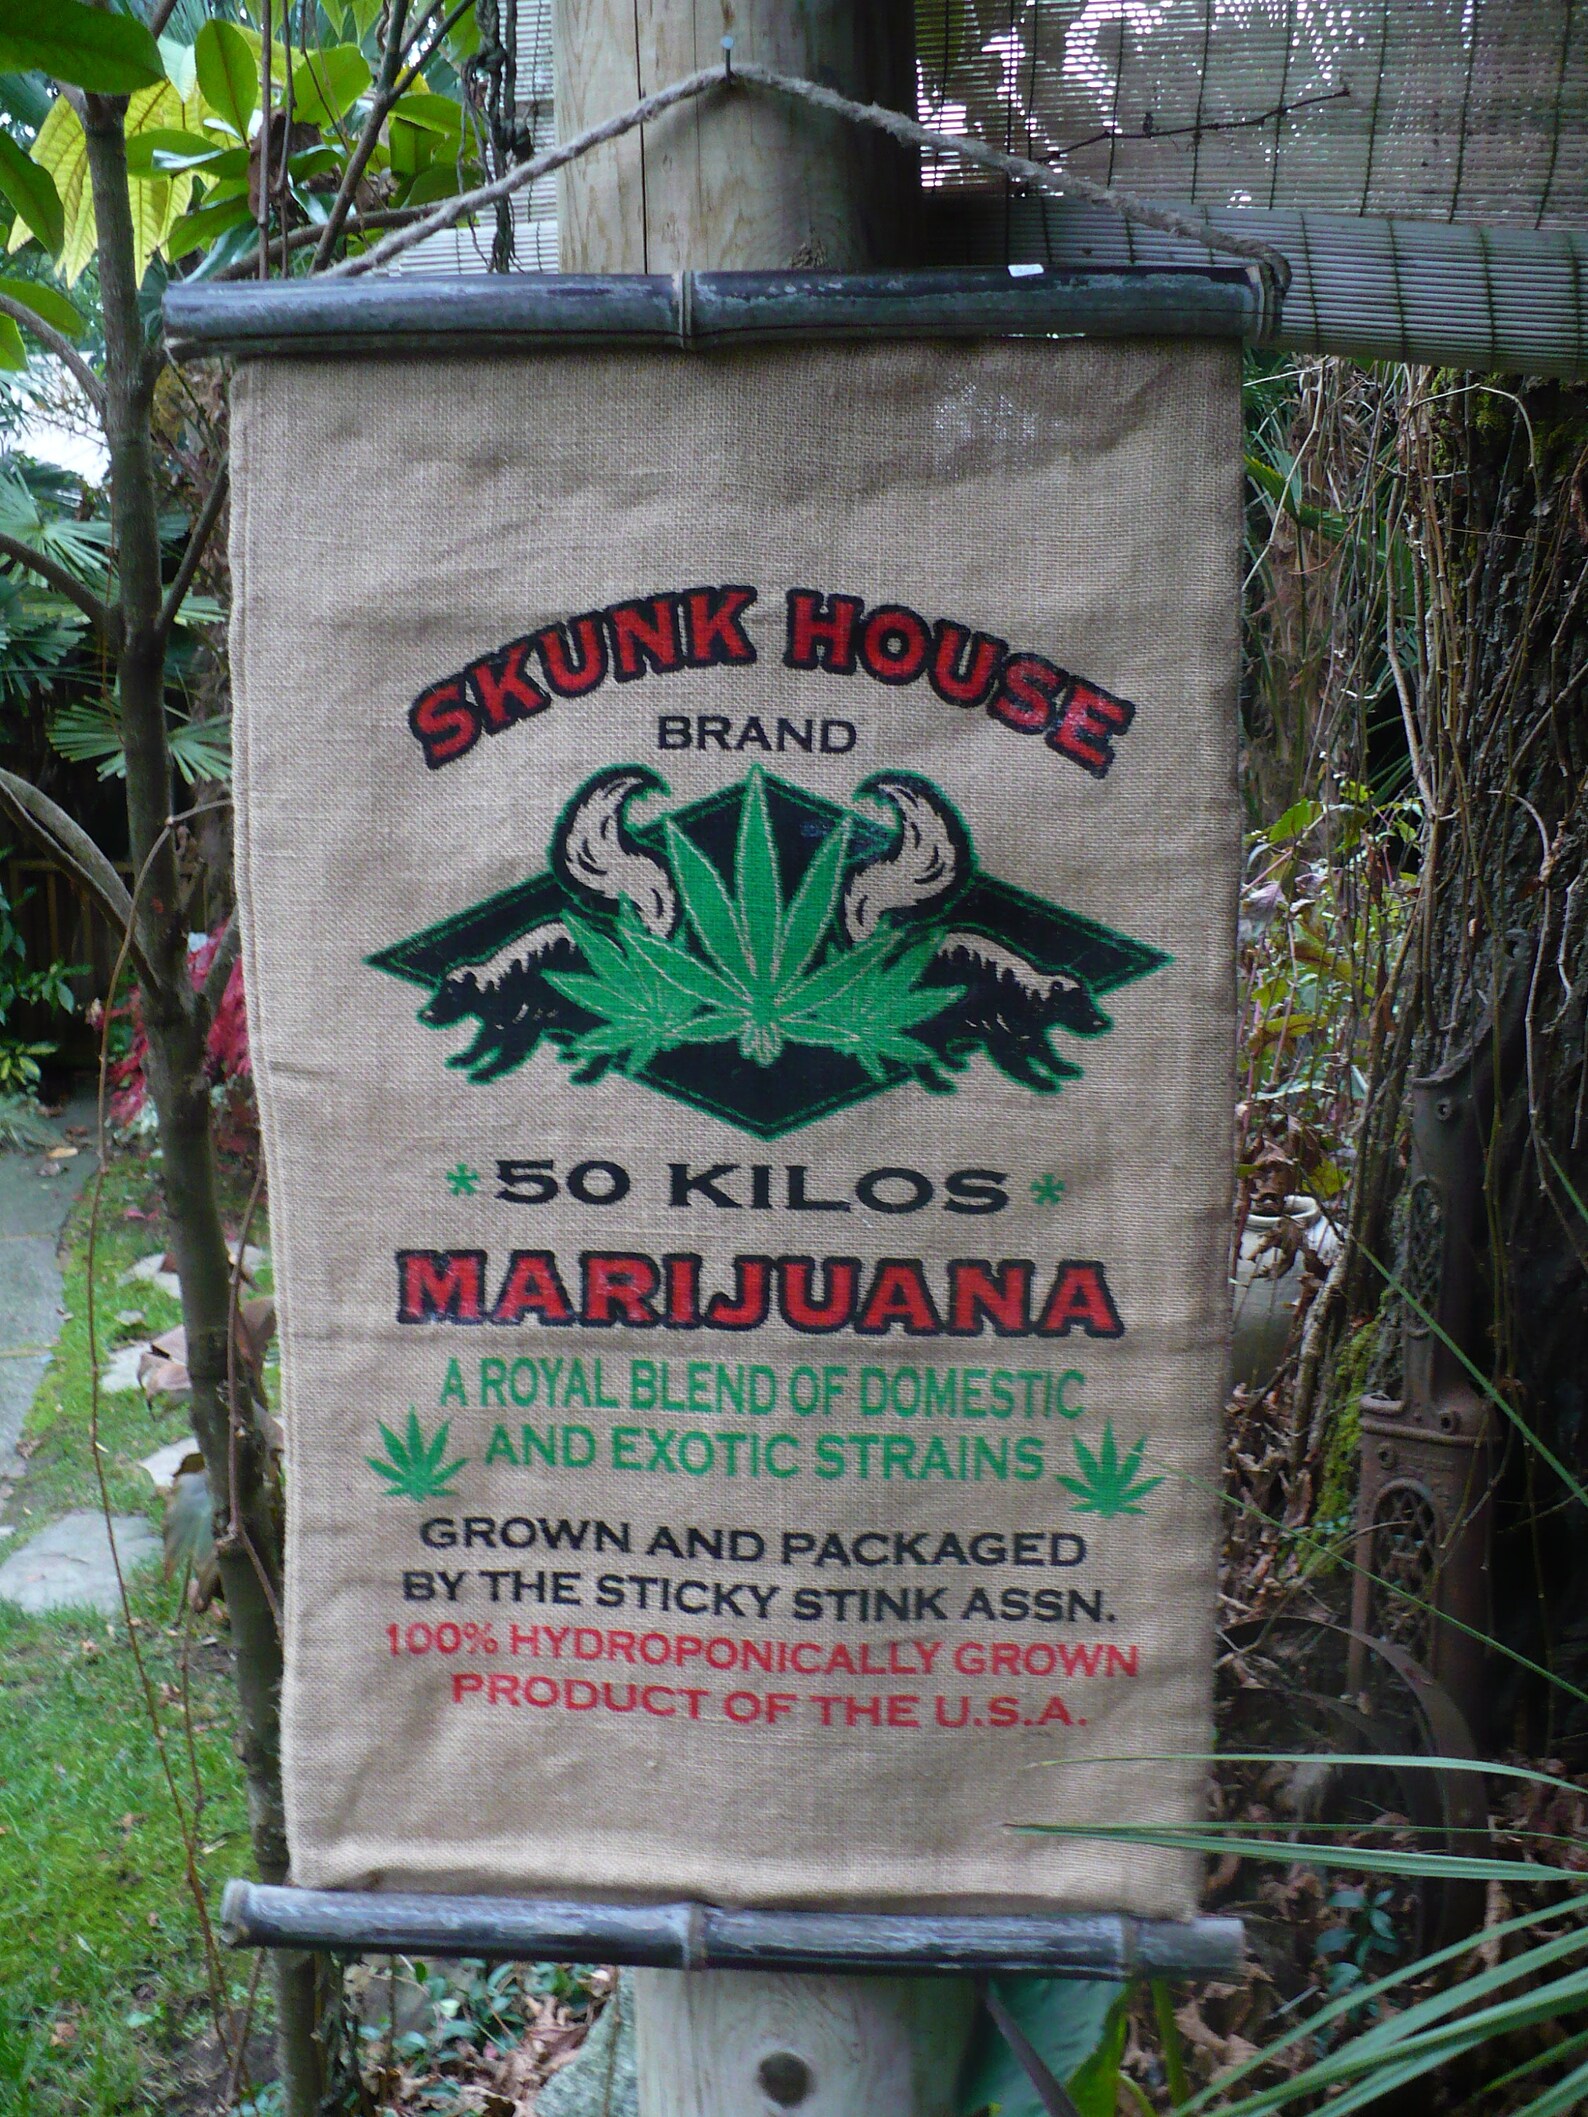 SKUNK HOUSE
BRAND
*50 KILOS*
MARIJUANA
A ROYAL BLEND OF DOMESTIC
AND EXOTIC STRAINS
GROWN AND PACKAGED
BY THE STICKY STINK ASSN.
100% HYDROPONICALLY GROWN
PRODUCT OF THE U.S.A.